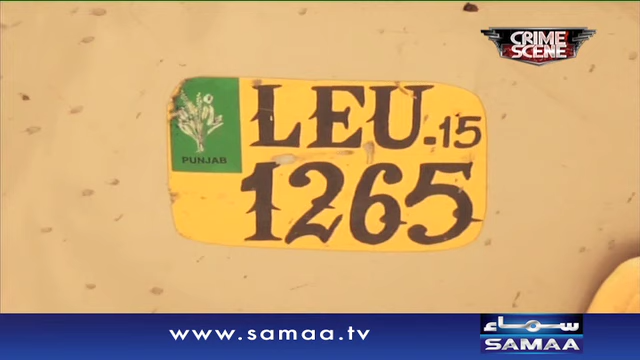 CRIME
SCENE
LEU.15
PUNJAB
1265
www.samaa.tv
سماء
SAMAA